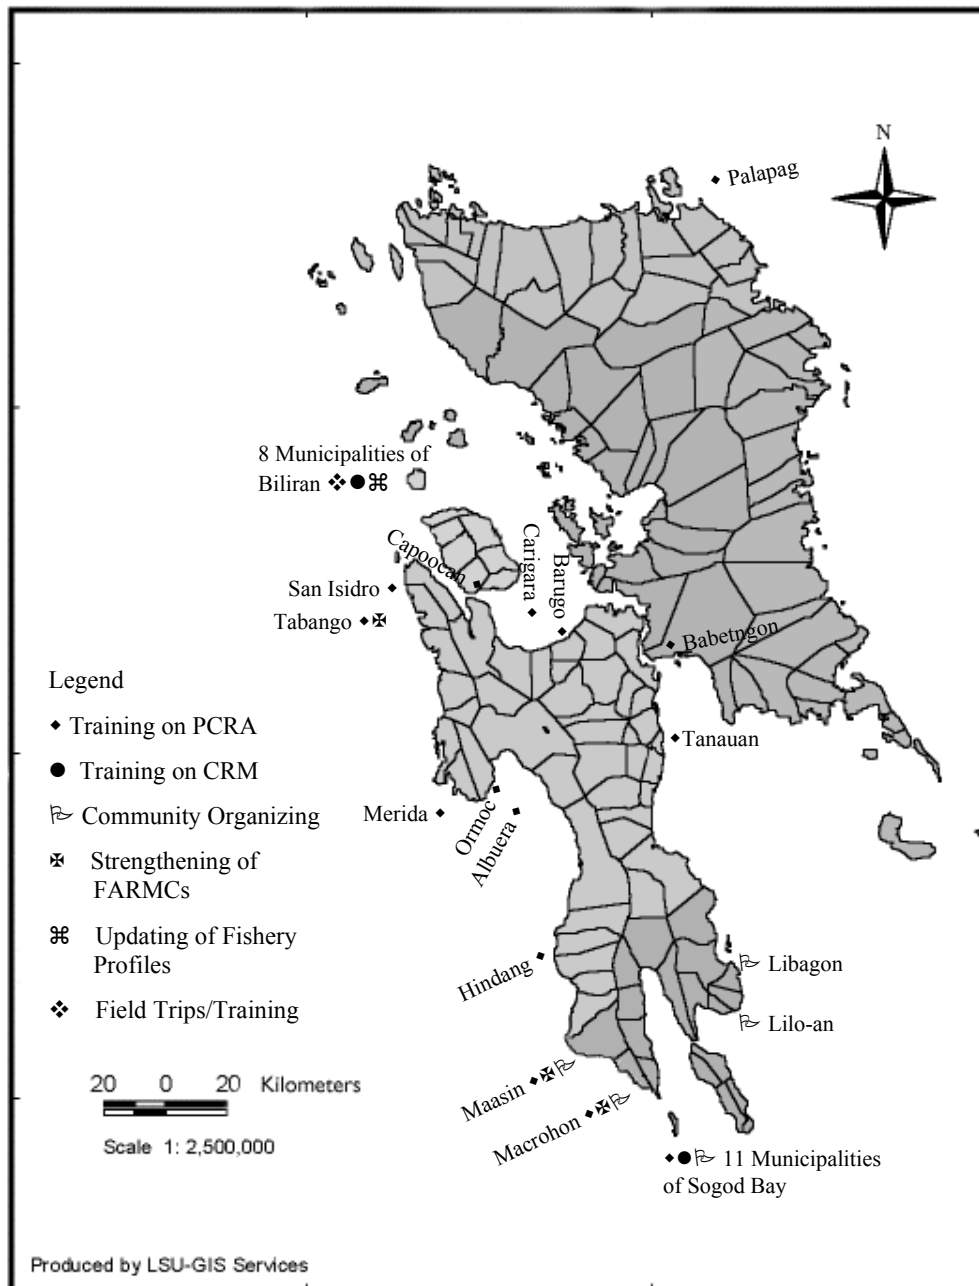 N
Palapag
8 Municipalities of
Biliran
Capoocan
Carigara
Barugo
San Isidro
Tabango
Babetngon
Legend
Training on PCRA
Training on CRM
Community Organizing
Strengthening of
FARMCs
Updating of Fishery
Profiles
Field Trips/Training
Tanauan
Merida
Ormoc
Albuera
Hindang
Libagon
Lilo-an
Maasin
Macrohon
11 Municipalities
of Sogod Bay
20 0 20 Kilometers
Scale 1: 2,500,000
Produced by LSU-GIS Services